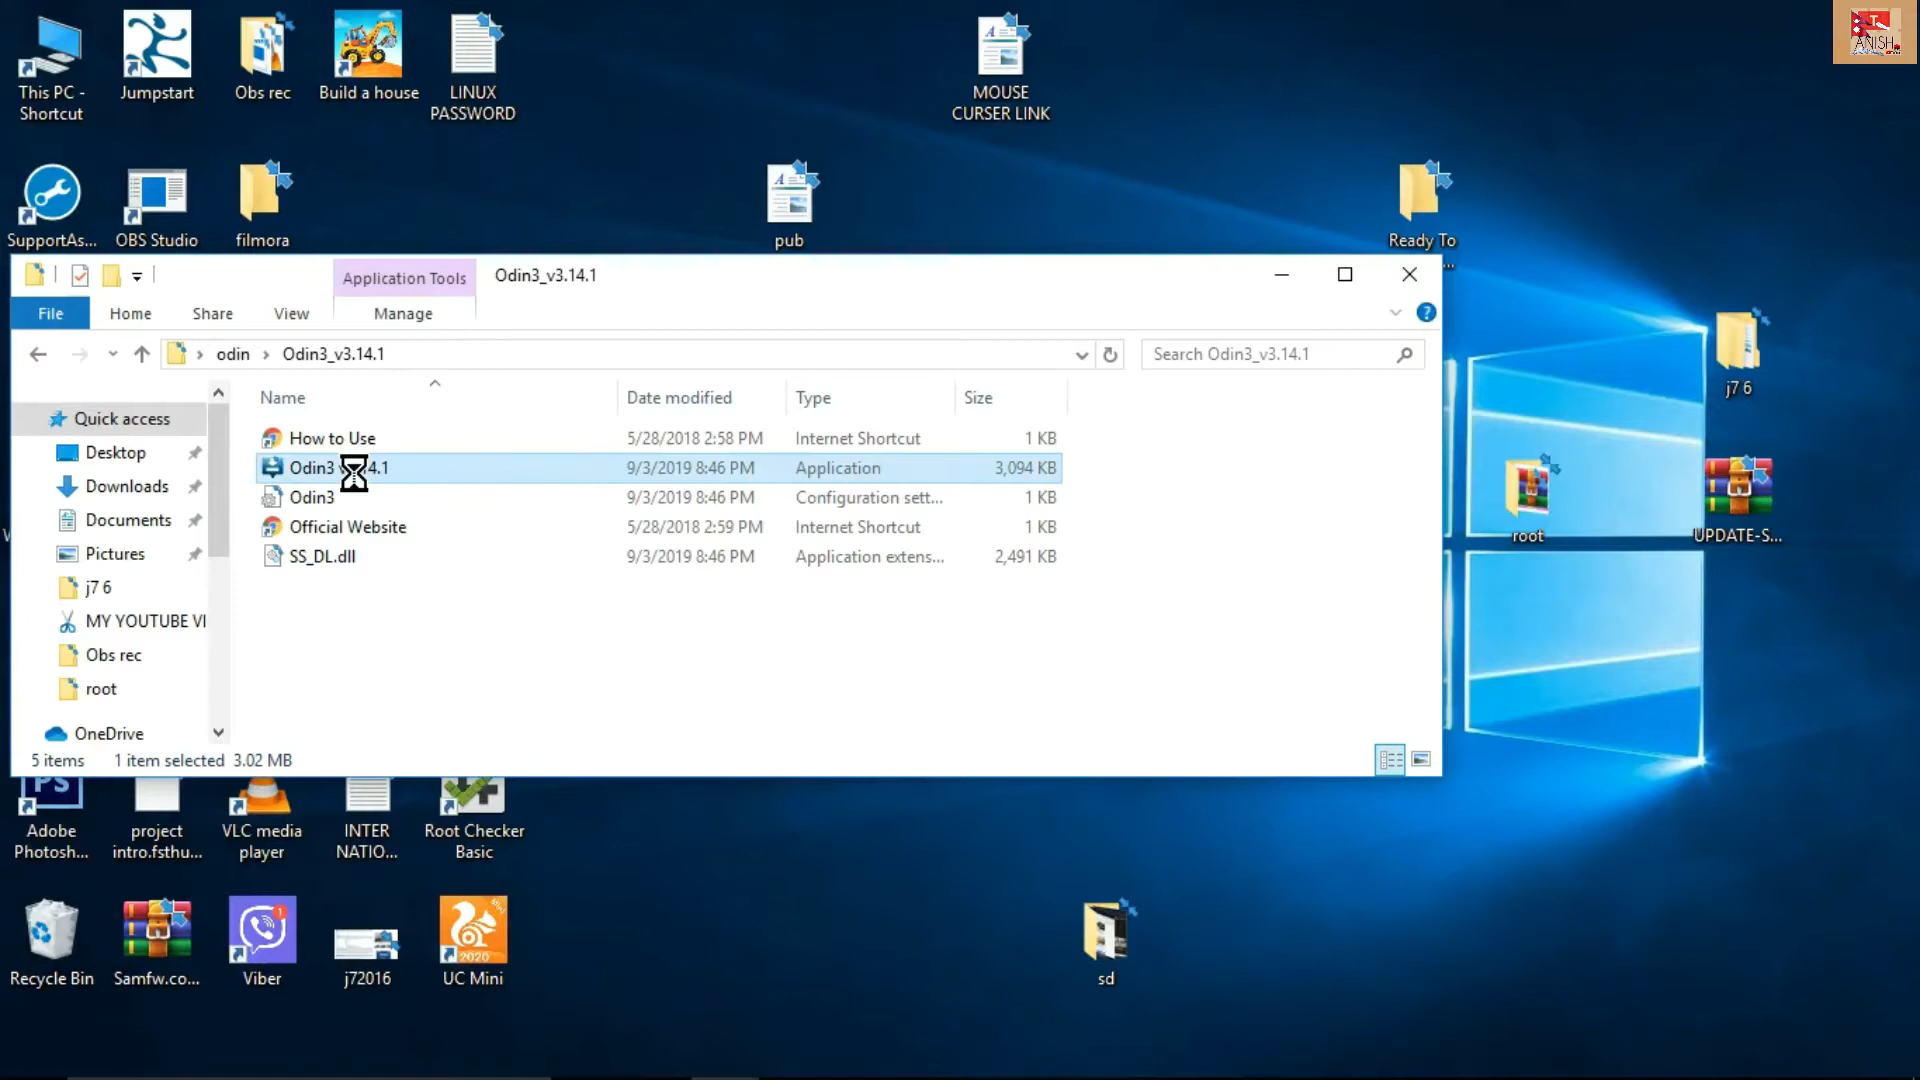 This PC -
Shortcut
Jumpstart
Obs rec
Build a house
LINUX
PASSWORD
MOUSE
CURSER LINK
T
ANISH
SupportAs...
OBS Studio
filmora
pub
Ready To
...
Application Tools
Odin3_v3.14.1
File
Home
Share
View
Manage
odin
Odin3_v3.14.1
Search Odin3_v3.14.1
Name
Date modified
Type
Size
Quick access
Desktop
Downloads
Documents
Pictures
j7 6
MY YOUTUBE VI
Obs rec
root
OneDrive
How to Use 5/28/2018 2:58 PM Internet Shortcut 1 KB
Odin3 4.1 9/3/2019 8:46 PM Application 3,094 KB
Odin3 9/3/2019 8:46 PM Configuration sett... 1 KB
Official Website 5/28/2018 2:59 PM Internet Shortcut 1 KB
SS_DL.dll 9/3/2019 8:46 PM Application extens... 2,491 KB
5 items 1 item selected 3.02 MB
j7 6
root
UPDATE-S...
PS
Adobe
Photosh...
project
intro.fsthu...
VLC media
player
INTER
NATIO...
Root Checker
Basic
Recycle Bin
Samfw.co...
1
Viber
j72016
2020
UC Mini
sd